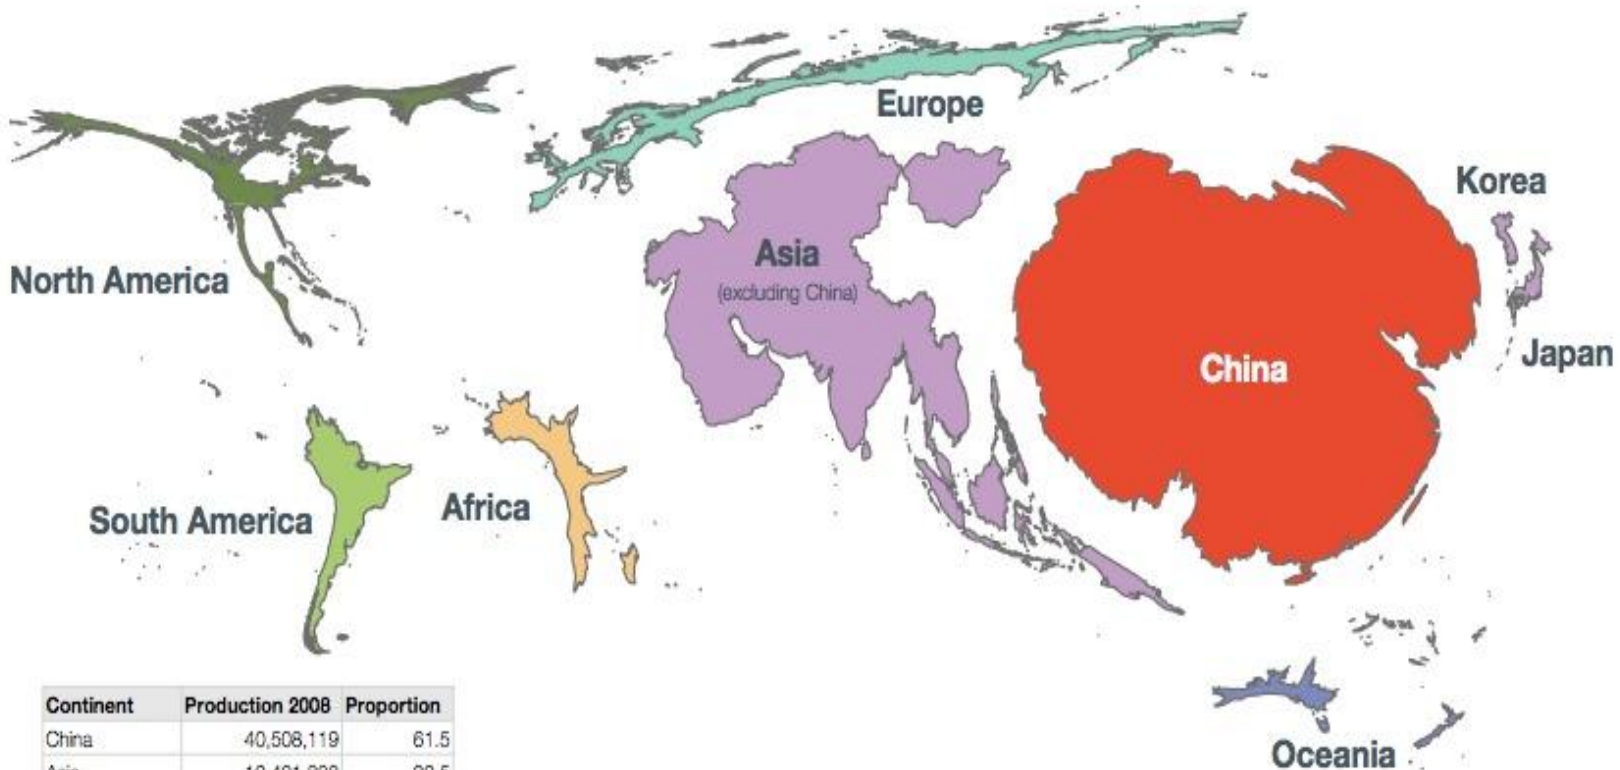 Europe
Korea
Asia
(excluding China)
North America
China
Japan
South America
Africa
Continent Production 2008 Proportion
China 40,508,119 61.5
Asia
Oceania